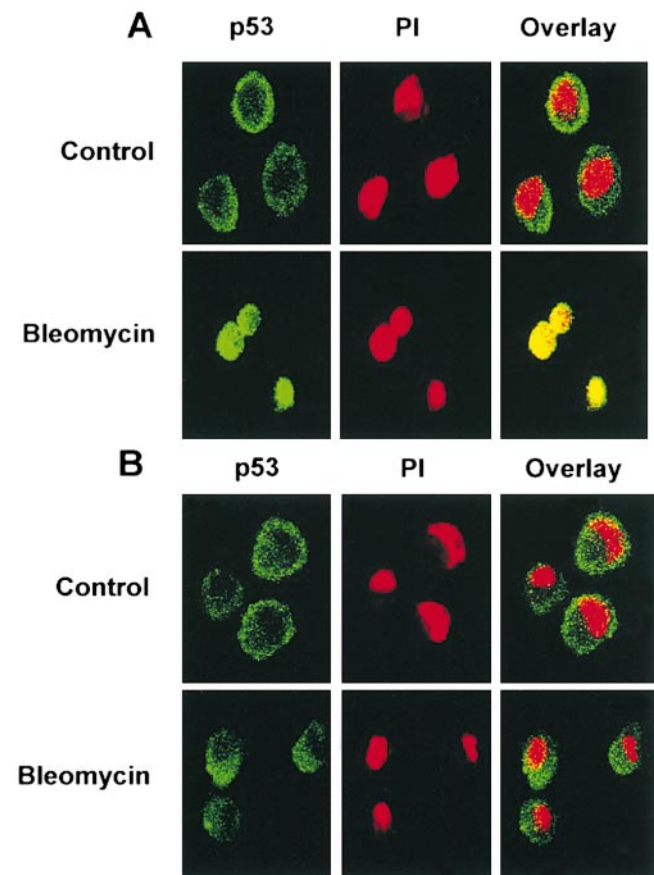 A
p53 PI Overlay
Control
Bleomycin
B
p53 PI Overlay
Control
Bleomycin